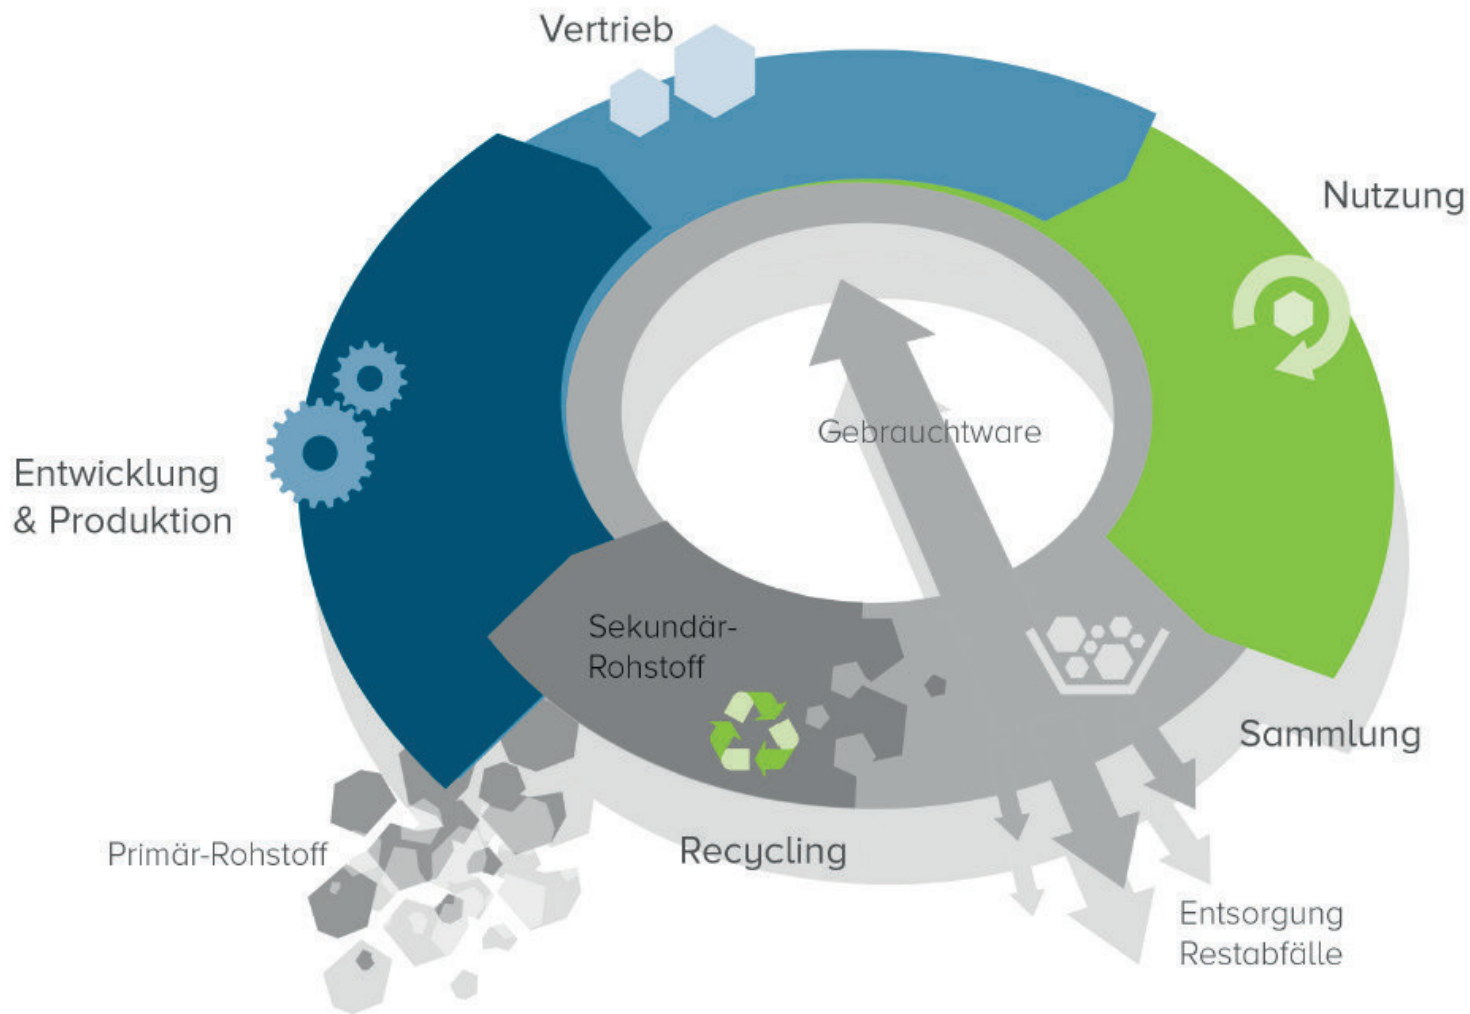 Vertrieb
Nutzung
Gebrauchtware
Entwicklung
& Produktion
Sekundär-
Rohstoff
Sammlung
Recycling
Primär-Rohstoff
Entsorgung
Restabfälle